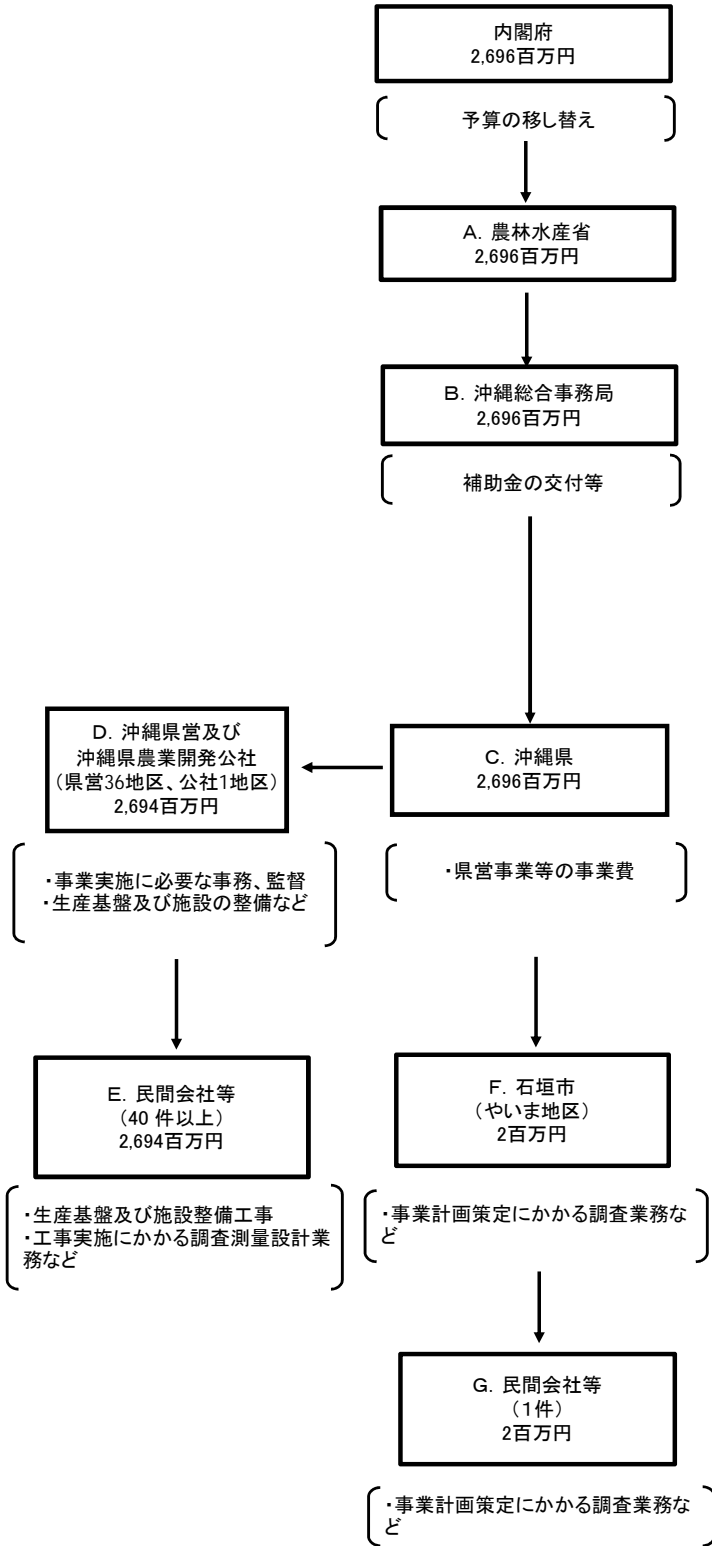 内閣府
2,696百万円
予算の移し替え
A. 農林水産省
2,696百万円
B. 沖縄総合事務局
2,696百万円
補助金の交付等
D. 沖縄県営及び
沖縄県農業開発公社
（県営36地区、公社1地区）
2,694百万円
C. 沖縄県
2,696百万円
・事業実施に必要な事務、監督
・生産基盤及び施設の整備など
・県営事業等の事業費
E. 民間会社等
（40 件以上）
2,694百万円
F. 石垣市
（やいま地区）
2百万円
・生産基盤及び施設整備工事
・工事実施にかかる調査測量設計業
務など
・事業計画策定にかかる調査業務な
ど
G. 民間会社等
（1件）
2百万円
・事業計画策定にかかる調査業務な
ど